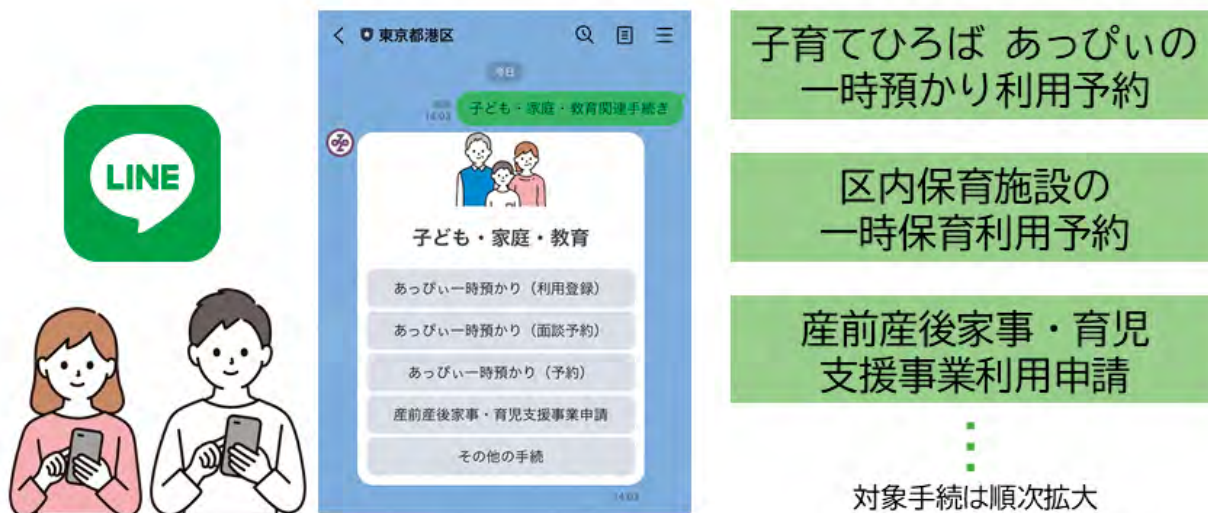 LINE
東京都港区
今日
子ども・家庭・教育関連手続き
14:03
子ども・家庭・教育
あっぴぃ一時預かり（利用登録）
あっぴぃ一時預かり（面談予約）
あっぴぃ一時預かり（予約）
産前産後家事・育児支援事業申請
その他の手続
14:03
子育てひろば あっぴぃの
一時預かり利用予約
区内保育施設の
一時保育利用予約
産前産後家事・育児
支援事業利用申請
対象手続は順次拡大